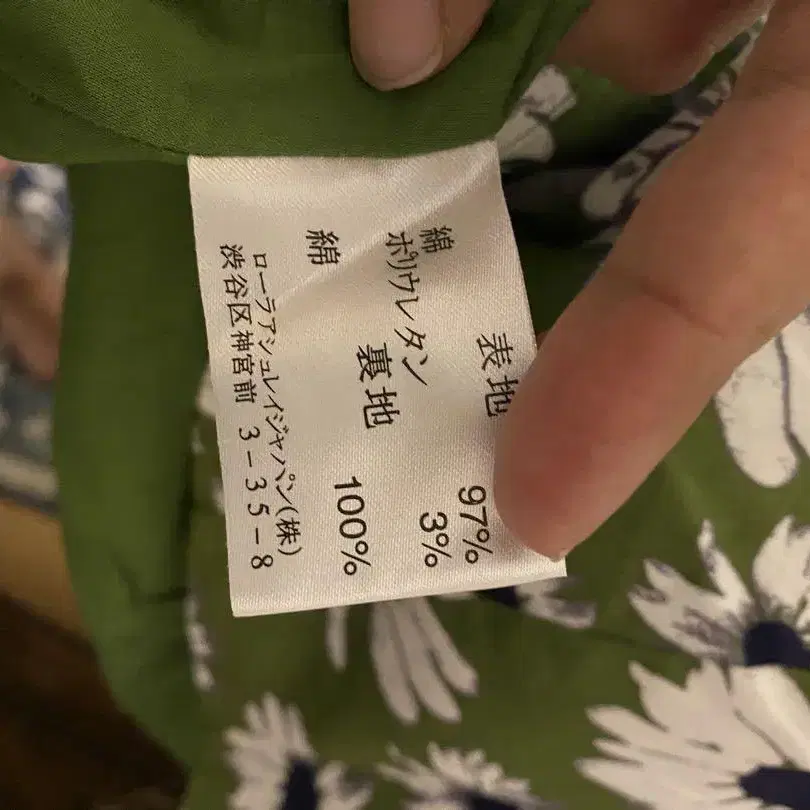 表地
綿 97%
ポリウレタン 3%
裏地
綿 100%
ローラアシュレイジャパン(株)
渋谷区神宮前 3-35-8